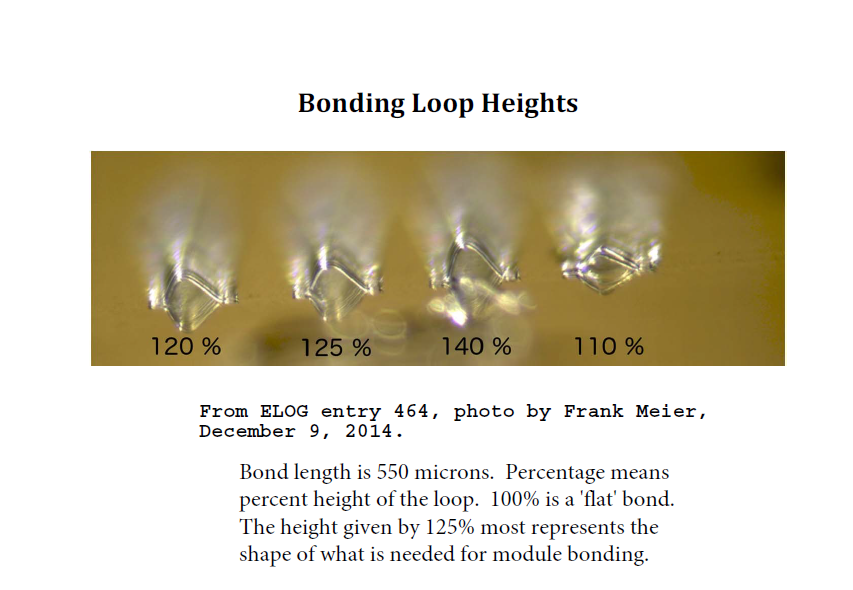 Bonding Loop Heights
120 % 125 % 140 % 110 %
From ELOG entry 464, photo by Frank Meier,
December 9, 2014.
Bond length is 550 microns.  Percentage means
percent height of the loop.  100% is a 'flat' bond.
The height given by 125% most represents the
shape of what is needed for module bonding.